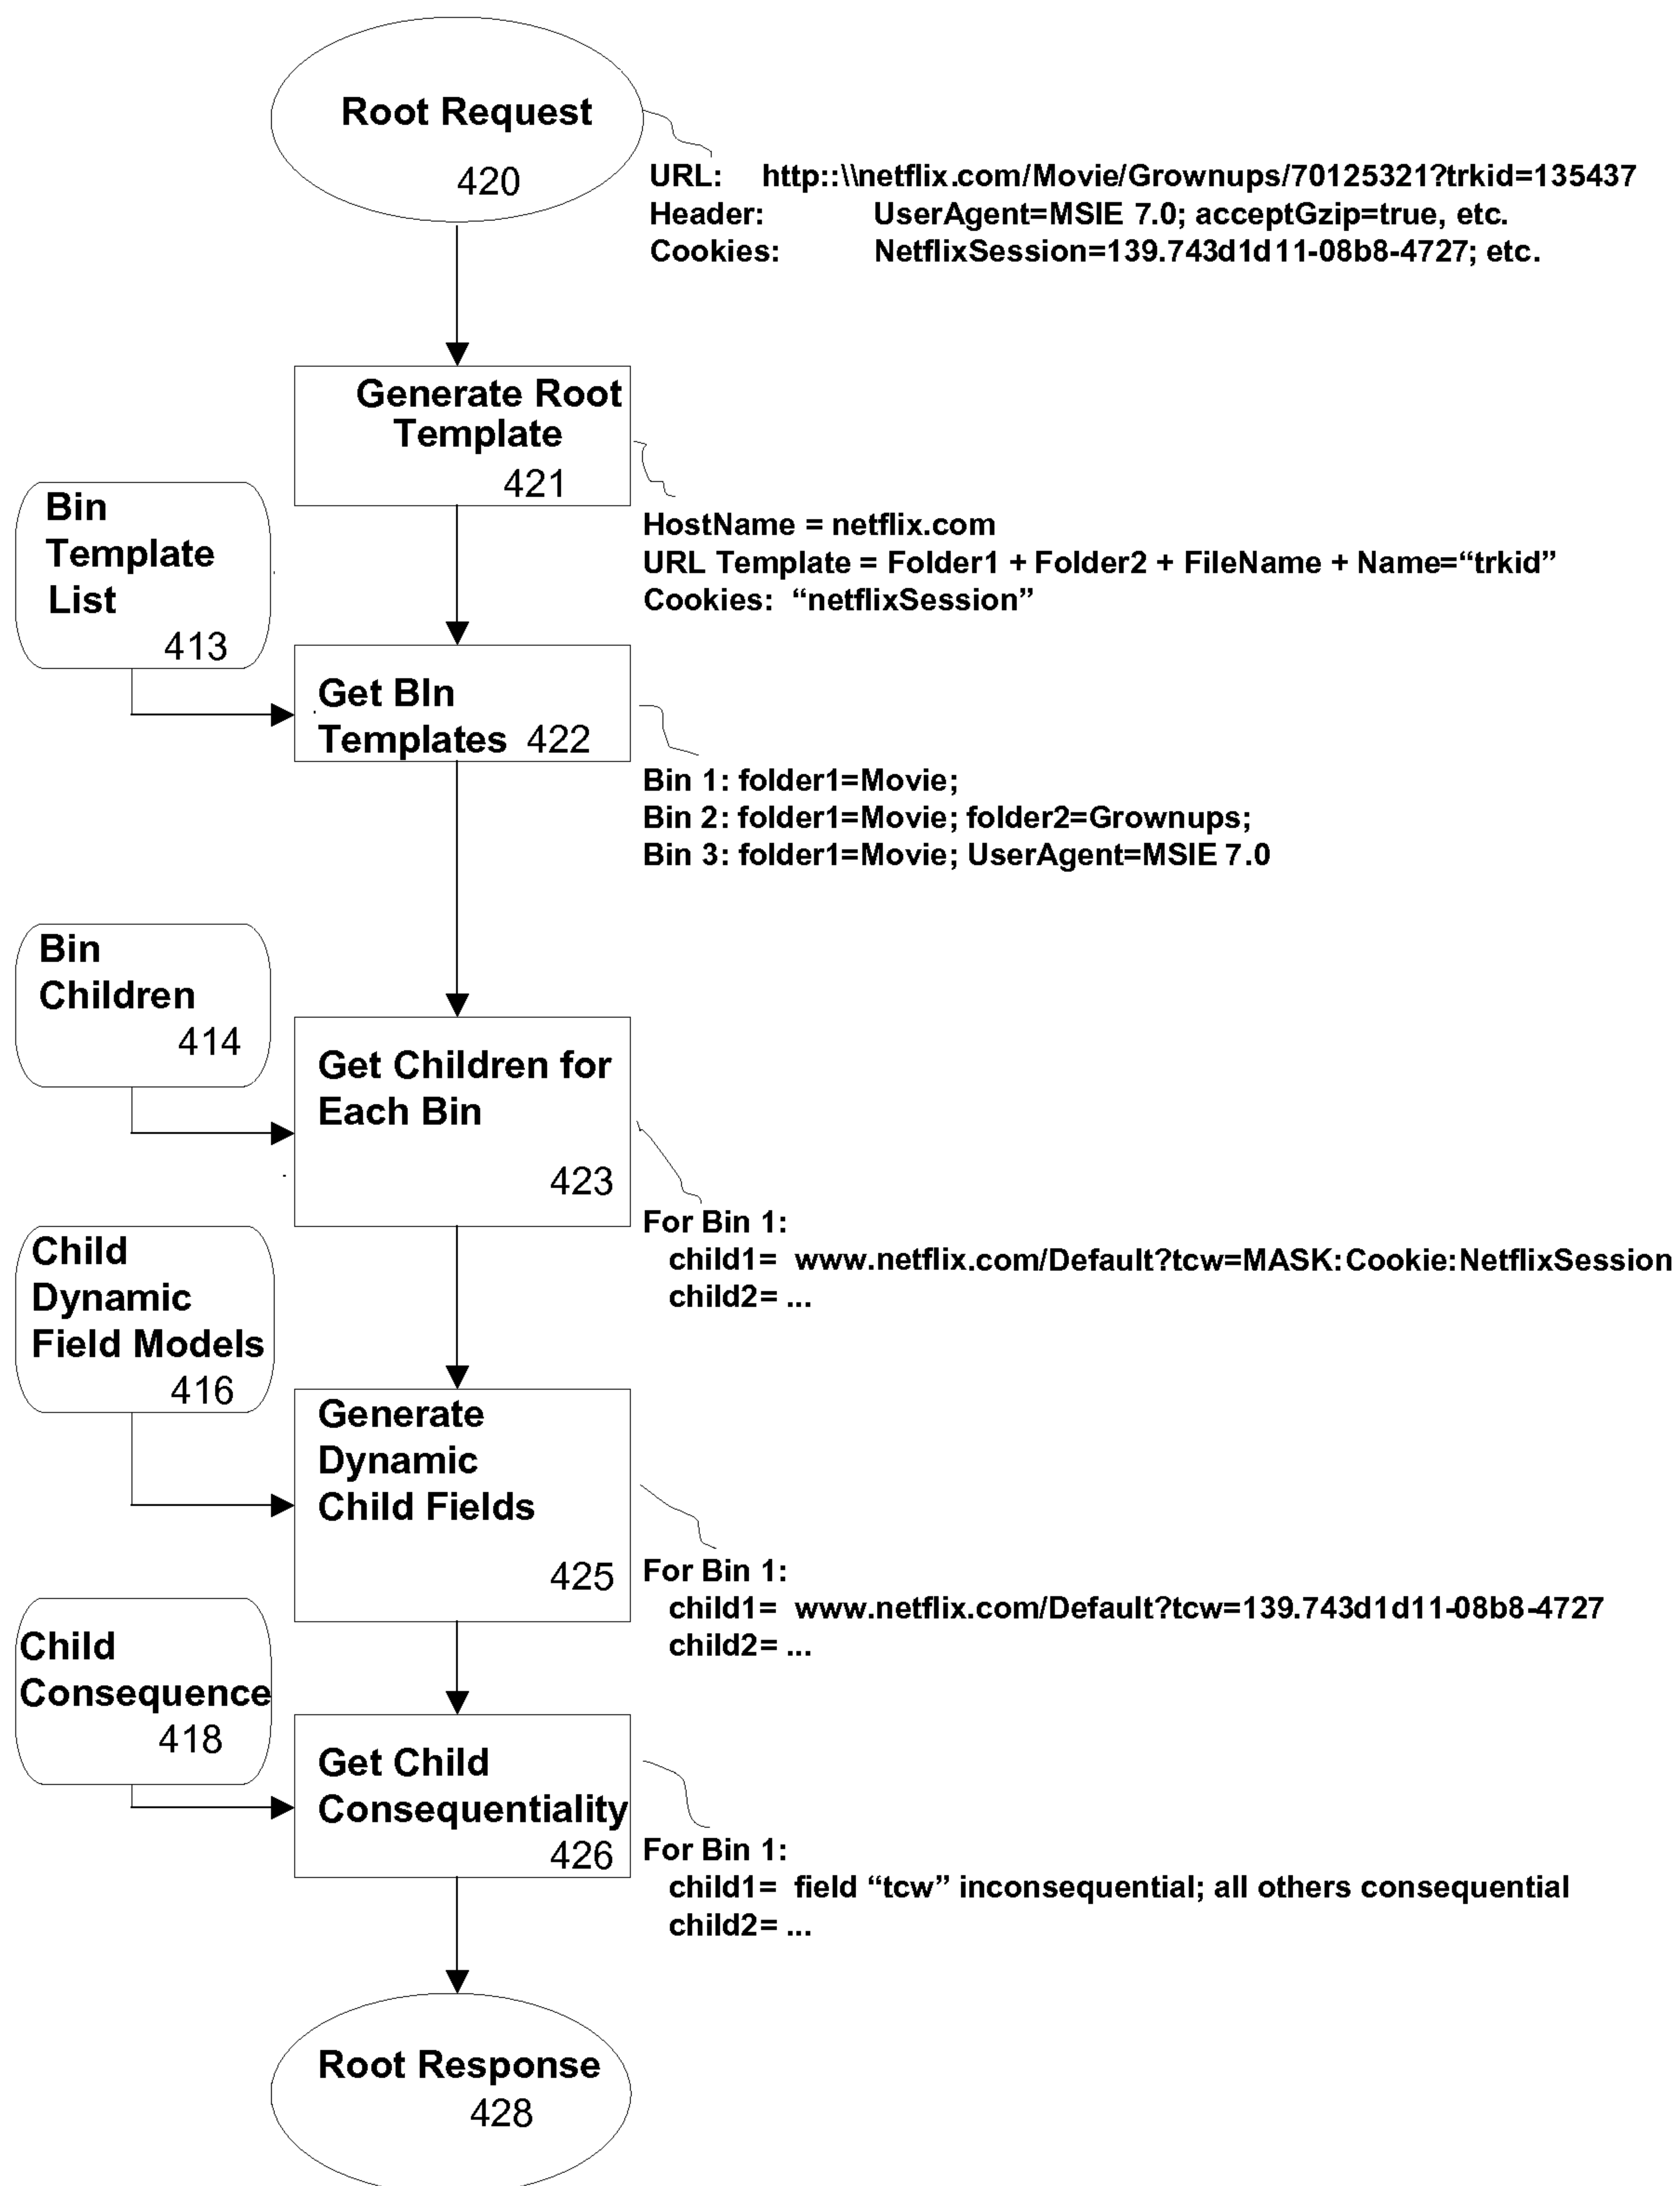 Root Request
420
URL: http::\\netflix.com/Movie/Grownups/70125321?trkid=135437
Header: UserAgent=MSIE 7.0; acceptGzip=true, etc.
Cookies: NetflixSession=139.743d1d11-08b8-4727; etc.
Generate Root
Template
421
HostName = netflix.com
URL Template = Folder1 + Folder2 + FileName + Name=“trkid”
Cookies: “netflixSession”
Bin
Template
List
413
Get BIn
Templates 422
Bin 1: folder1=Movie;
Bin 2: folder1=Movie; folder2=Grownups;
Bin 3: folder1=Movie; UserAgent=MSIE 7.0
Bin
Children
414
Get Children for
Each Bin
423
For Bin 1:
child1= www.netflix.com/Default?tcw=MASK:Cookie:NetflixSession
child2= ...
Child
Dynamic
Field Models
416
Generate
Dynamic
Child Fields
425
For Bin 1:
child1= www.netflix.com/Default?tcw=139.743d1d11-08b8-4727
child2= ...
Child
Consequence
418
Get Child
Consequentiality
426
For Bin 1:
child1= field “tcw” inconsequential; all others consequential
child2= ...
Root Response
428